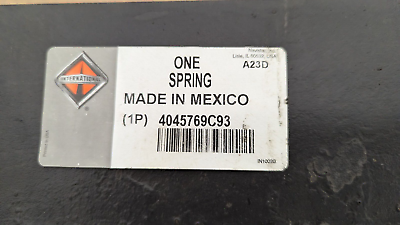 ONE
SPRING
A23D
INTERNATIONAL
MADE IN MEXICO
(1P) 4045769C93